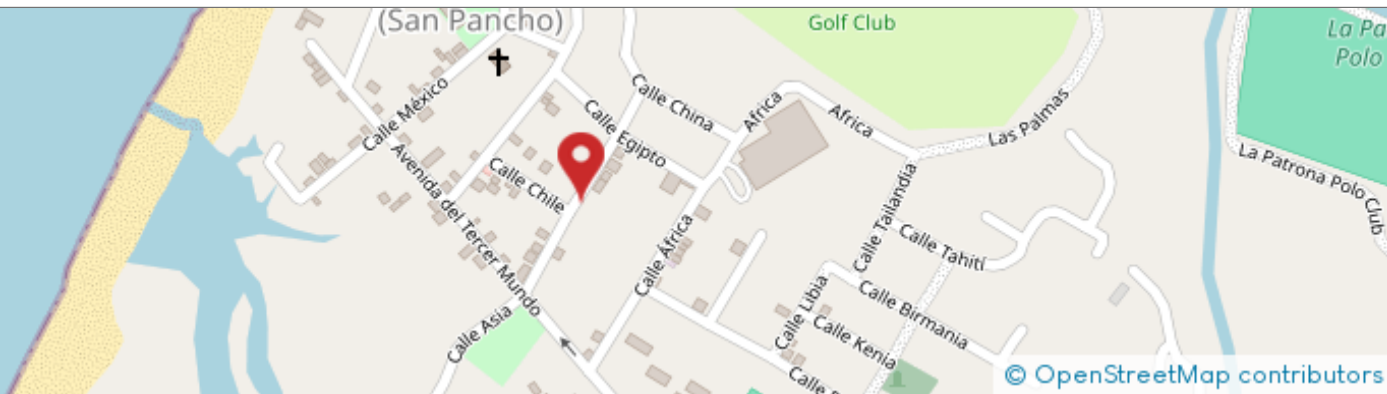 (San Pancho)
Golf Club
La Pa
Polo
Calle México
Calle China
Africa
Africa
Las Palmas
Calle Egipto
La Patrona Polo Club
Calle Chile
Avenida del Tercer Mundo
Calle África
Calle Tailandia
Calle Tahití
Calle Asia
Calle Libia
Calle Birmania
Calle Kenia
Calle
© OpenStreetMap contributors